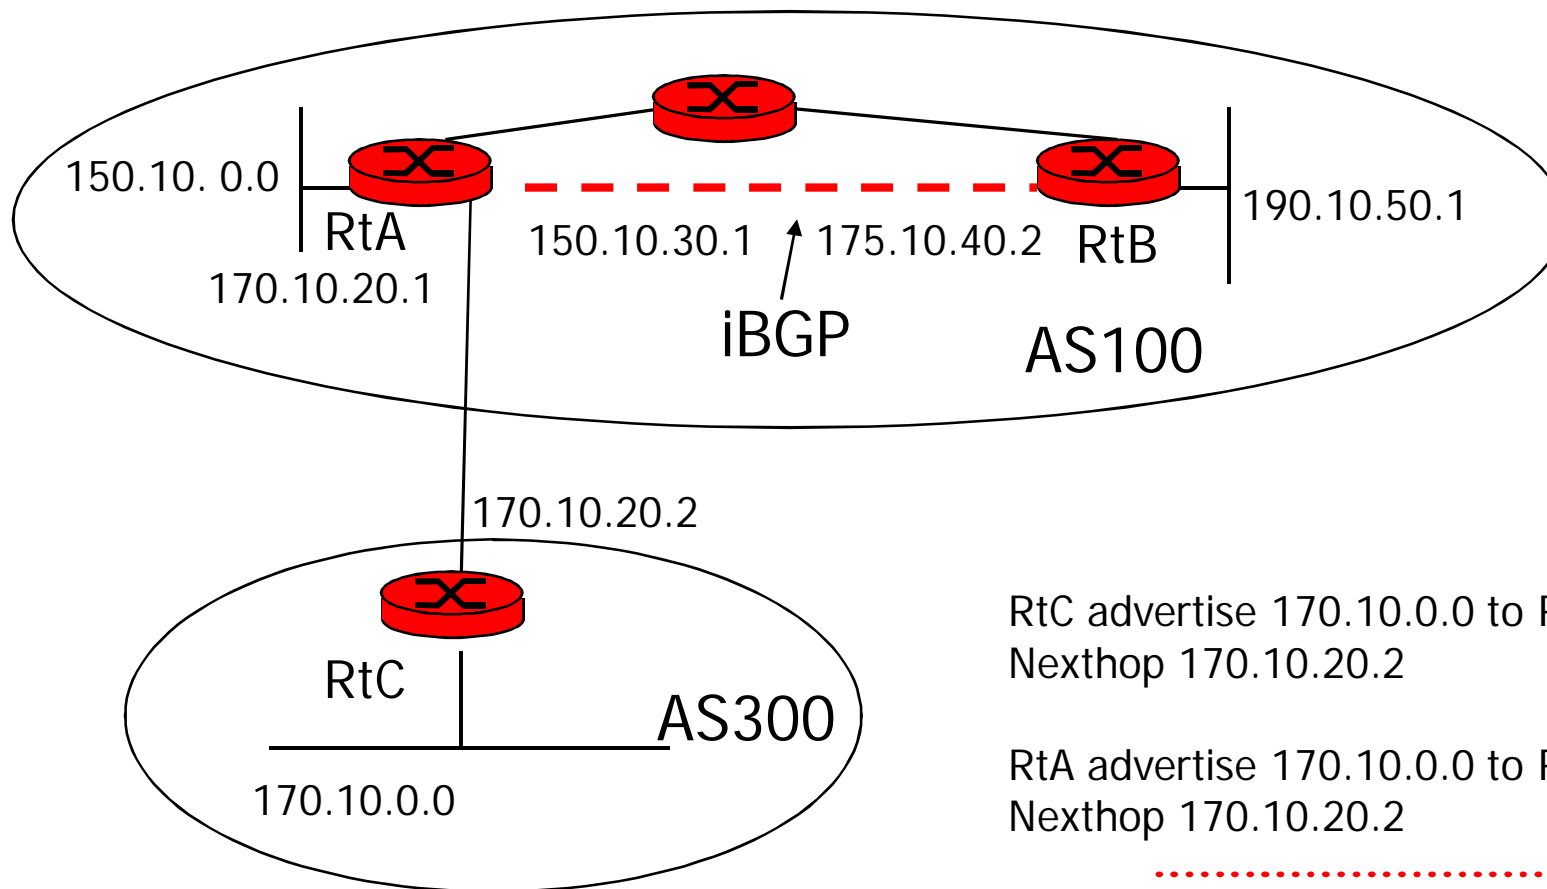 150.10. 0.0
RtA
170.10.20.1
150.10.30.1
175.10.40.2
RtB
190.10.50.1
iBGP
AS100
170.10.20.2
RtC
AS300
170.10.0.0
RtC advertise 170.10.0.0 to
Nexthop 170.10.20.2
RtA advertise 170.10.0.0 to
Nexthop 170.10.20.2